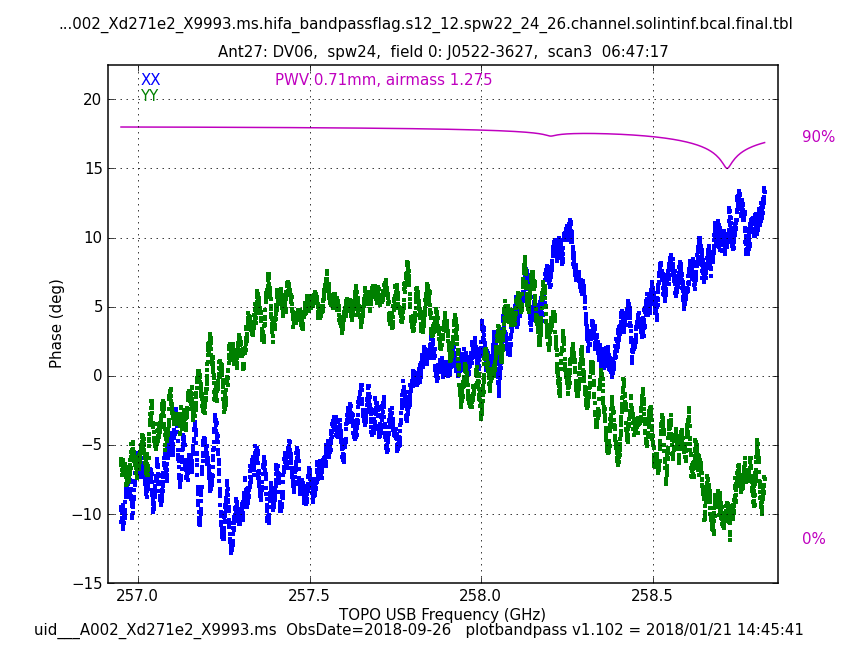 ...002_Xd271e2_X9993.ms.hifa_bandpassflag.s12_12.spw22_24_26.channel.solintinf.bcal.final.tbl
Ant27: DV06,  spw24,  field 0: J0522-3627,  scan3  06:47:17
XX
YY
PWV 0.71mm, airmass 1.275
90%
0%
Phase (deg)
20
15
10
5
0
−5
−10
−15
257.0 257.5 258.0 258.5
TOPO USB Frequency (GHz)
uid___A002_Xd271e2_X9993.ms  ObsDate=2018-09-26   plotbandpass v1.102 = 2018/01/21 14:45:41